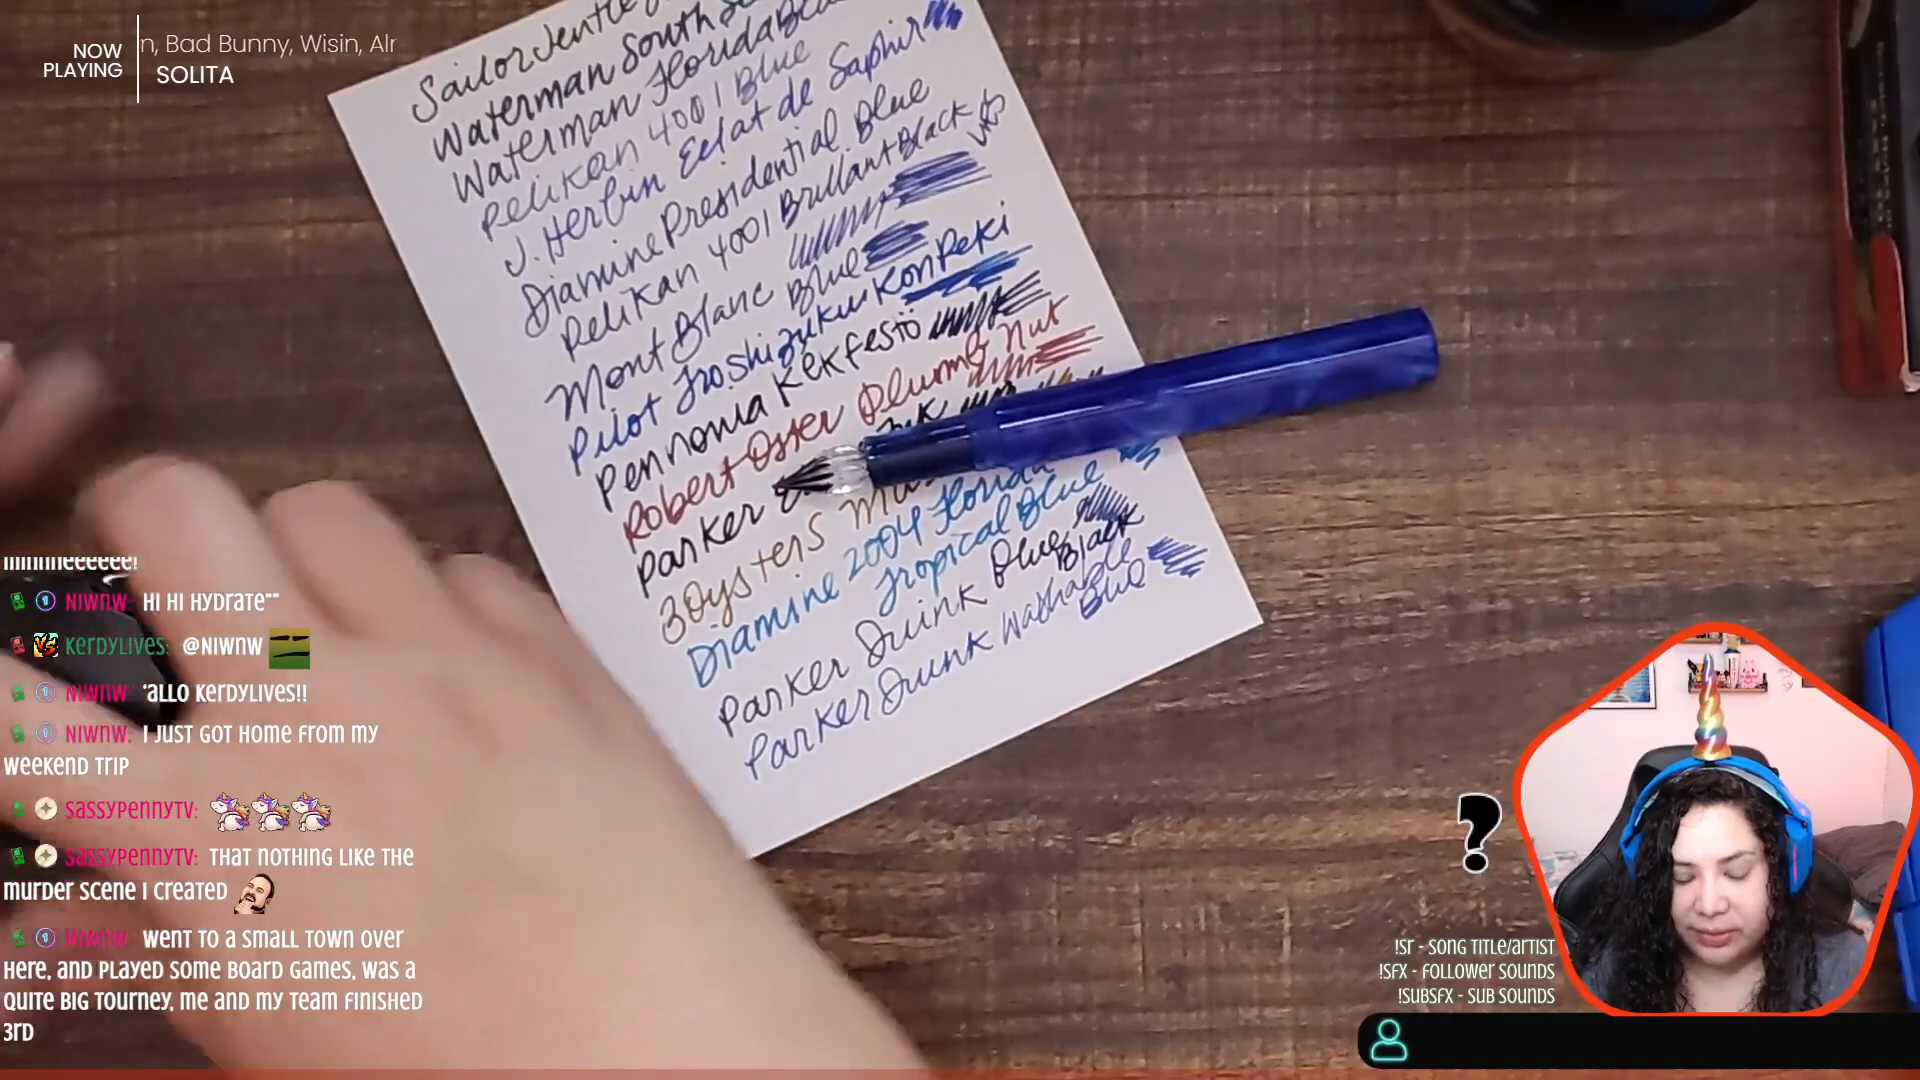 NOW PLAYING
n, Bad Bunny, Wisin, Alr
SOLITA
Sailor Jentle
Waterman South
Waterman Florida Blue
Pelikan 4001 Blue
J. Herbin Eclat de Saphir
Diamine Presidential Blue
Pelikan 4001 Brillant Black
Mont Blanc Blue
Pilot Iroshizuku Kon Peki
Pennonia Kékfestő
Robert Oster Plumb Nut
Parker
3 Oysters
Diamine 2004 Florida
Tropical Blue
Parker Quink Blue Black
Parker Quink Washable
Blue
NIWNW: HI HI HYDRATE""
KERDYLIVES: @NIWNW
NIWNW: 'ALLO KERDYLIVES!!
NIWNW: I JUST GOT HOME FROM MY
WEEKEND TRIP
SASSYPENNYTV:
SASSYPENNYTV: THAT NOTHING LIKE THE
MURDER SCENE I CREATED
NIWNW: WENT TO A SMALL TOWN OVER
HERE, AND PLAYED SOME BOARD GAMES, WAS A
QUITE BIG TOURNEY, ME AND MY TEAM FINISHED
3RD
?
!SR - SONG TITLE/ARTIST
!SFX - FOLLOWER SOUNDS
!SUBSFX - SUB SOUNDS